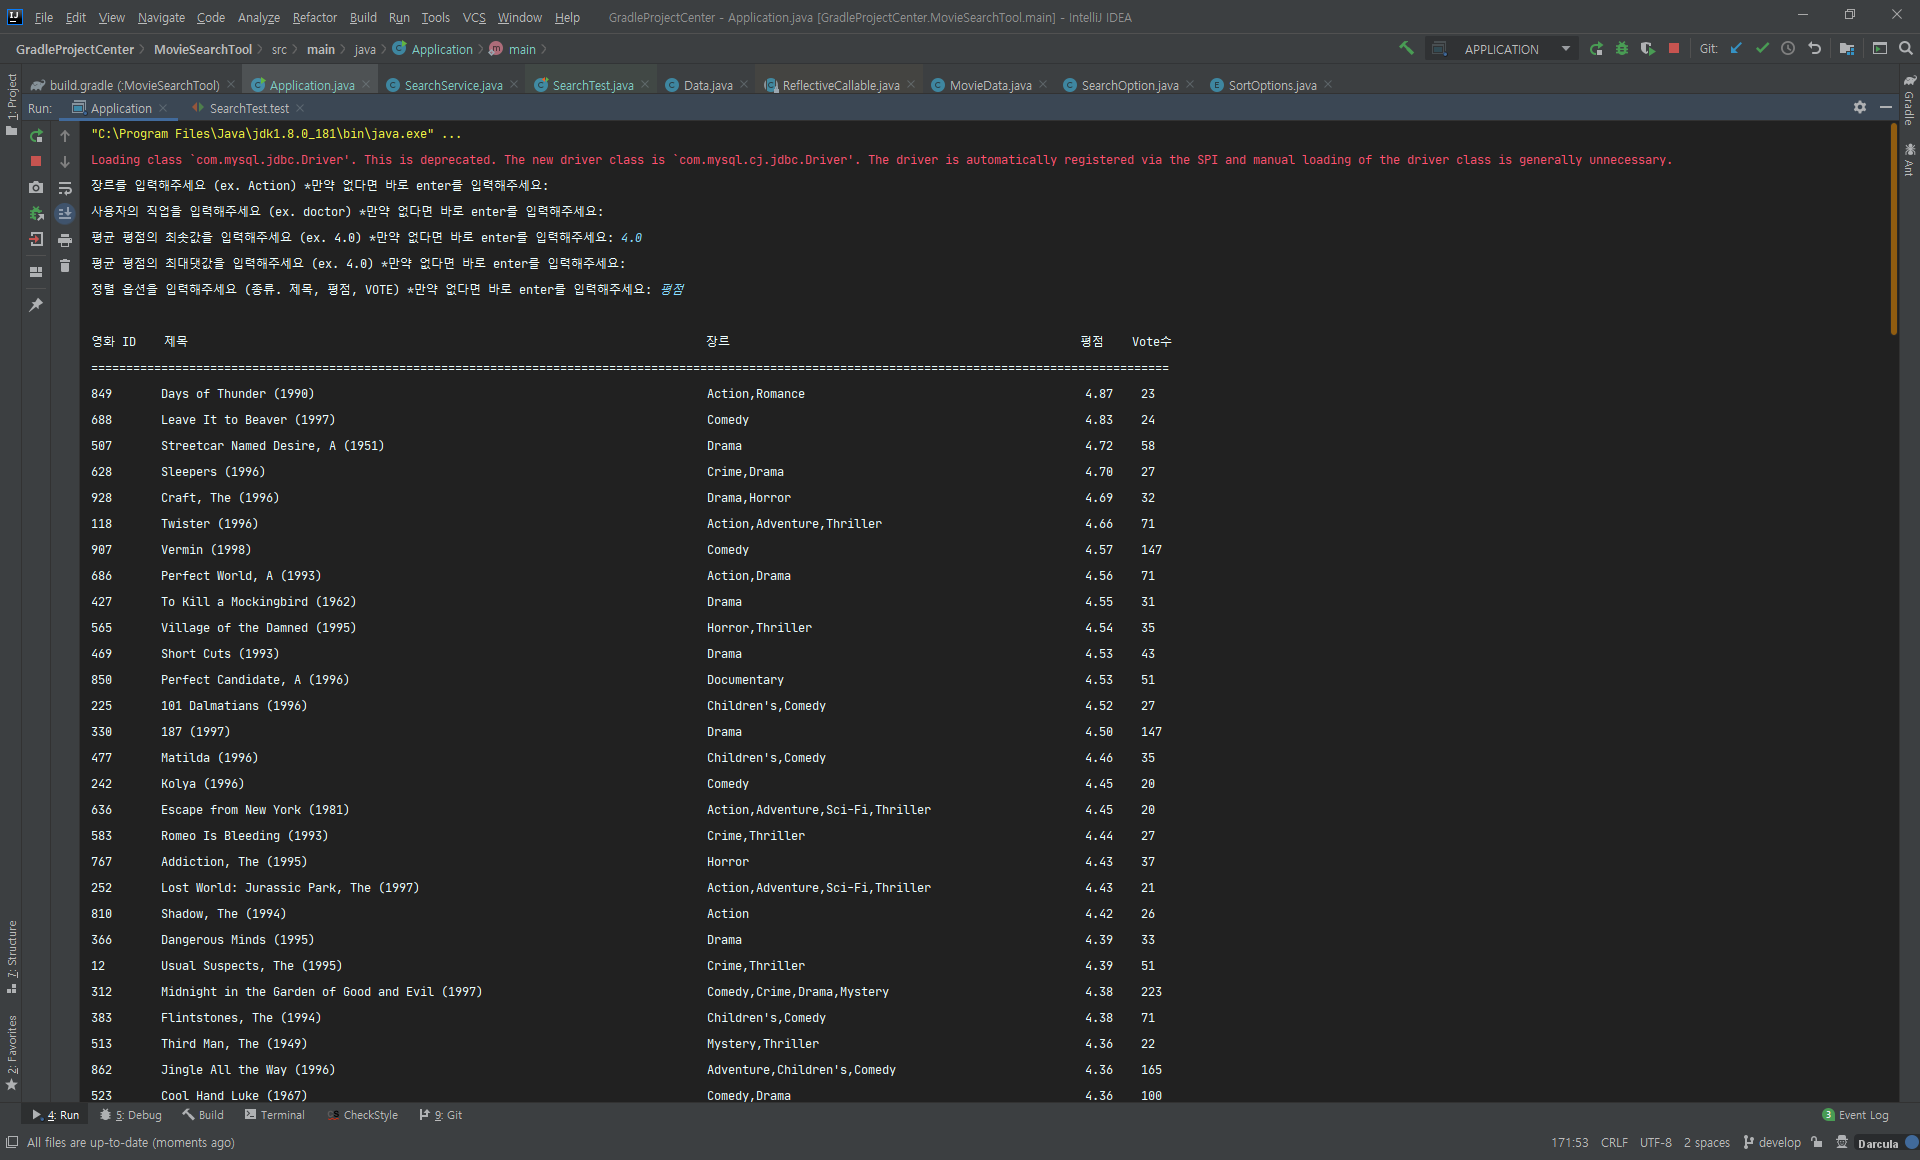 File Edit View Navigate Code Analyze Refactor Build Run Tools VCS Window Help GradleProjectCenter - Application.java [GradleProjectCenter.MovieSearchTool.main] - IntelliJ IDEA
GradleProjectCenter MovieSearchTool src main java Application main APPLICATION Git:
build.gradle (:MovieSearchTool) Application.java SearchService.java SearchTest.java Data.java ReflectiveCallable.java MovieData.java SearchOption.java SortOptions.java
Run: Application SearchTest.test
1: Project
Gradle
Ant
"C:\Program Files\Java\jdk1.8.0_181\bin\java.exe" ...
Loading class `com.mysql.jdbc.Driver'. This is deprecated. The new driver class is `com.mysql.cj.jdbc.Driver'. The driver is automatically registered via the SPI and manual loading of the driver class is generally unnecessary.
장르를 입력해주세요 (ex. Action) *만약 없다면 바로 enter를 입력해주세요:
사용자의 직업을 입력해주세요 (ex. doctor) *만약 없다면 바로 enter를 입력해주세요:
평균 평점의 최솟값을 입력해주세요 (ex. 4.0) *만약 없다면 바로 enter를 입력해주세요: 4.0
평균 평점의 최대댓값을 입력해주세요 (ex. 4.0) *만약 없다면 바로 enter를 입력해주세요:
정렬 옵션을 입력해주세요 (종류. 제목, 평점, VOTE) *만약 없다면 바로 enter를 입력해주세요: 평점
영화 ID 제목 장르 평점 Vote수
==========================================================================================================================================================
849 Days of Thunder (1990) Action,Romance 4.87 23
688 Leave It to Beaver (1997) Comedy 4.83 24
507 Streetcar Named Desire, A (1951) Drama 4.72 58
628 Sleepers (1996) Crime,Drama 4.70 27
928 Craft, The (1996) Drama,Horror 4.69 32
118 Twister (1996) Action,Adventure,Thriller 4.66 71
907 Vermin (1998) Comedy 4.57 147
686 Perfect World, A (1993) Action,Drama 4.56 71
427 To Kill a Mockingbird (1962) Drama 4.55 31
565 Village of the Damned (1995) Horror,Thriller 4.54 35
469 Short Cuts (1993) Drama 4.53 43
850 Perfect Candidate, A (1996) Documentary 4.53 51
225 101 Dalmatians (1996) Children's,Comedy 4.52 27
330 187 (1997) Drama 4.50 147
477 Matilda (1996) Children's,Comedy 4.46 35
242 Kolya (1996) Comedy 4.45 20
636 Escape from New York (1981) Action,Adventure,Sci-Fi,Thriller 4.45 20
583 Romeo Is Bleeding (1993) Crime,Thriller 4.44 27
767 Addiction, The (1995) Horror 4.43 37
252 Lost World: Jurassic Park, The (1997) Action,Adventure,Sci-Fi,Thriller 4.43 21
810 Shadow, The (1994) Action 4.42 26
366 Dangerous Minds (1995) Drama 4.39 33
12 Usual Suspects, The (1995) Crime,Thriller 4.39 51
312 Midnight in the Garden of Good and Evil (1997) Comedy,Crime,Drama,Mystery 4.38 223
383 Flintstones, The (1994) Children's,Comedy 4.38 71
513 Third Man, The (1949) Mystery,Thriller 4.36 22
862 Jingle All the Way (1996) Adventure,Children's,Comedy 4.36 165
523 Cool Hand Luke (1967) Comedy,Drama 4.36 100
7: Structure
2: Favorites
4: Run 5: Debug Build Terminal CheckStyle 9: Git 3 Event Log
All files are up-to-date (moments ago) 171:53 CRLF UTF-8 2 spaces develop Darcula